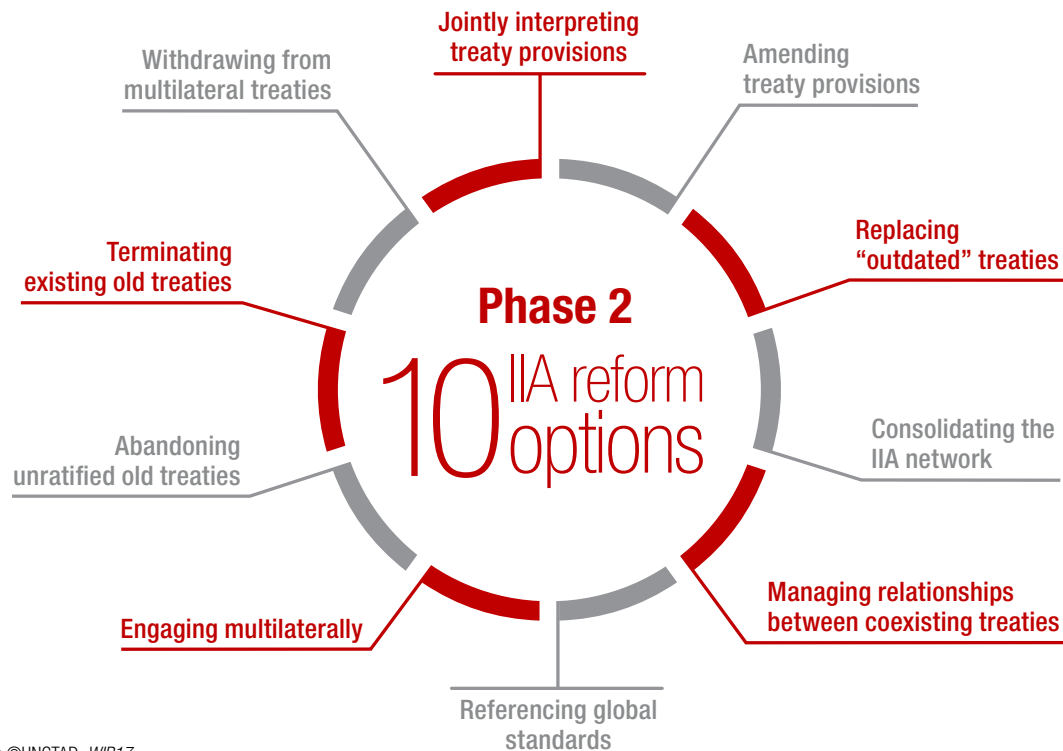 Jointly interpreting
treaty provisions
Amending
treaty provisions
Replacing
“outdated” treaties
Consolidating the
IIA network
Managing relationships
between coexisting treaties
Referencing global
standards
Engaging multilaterally
Abandoning
unratified old treaties
Terminating
existing old treaties
Withdrawing from
multilateral treaties
Phase 2
10 IIA reform
options
©UNCTAD, WIR17